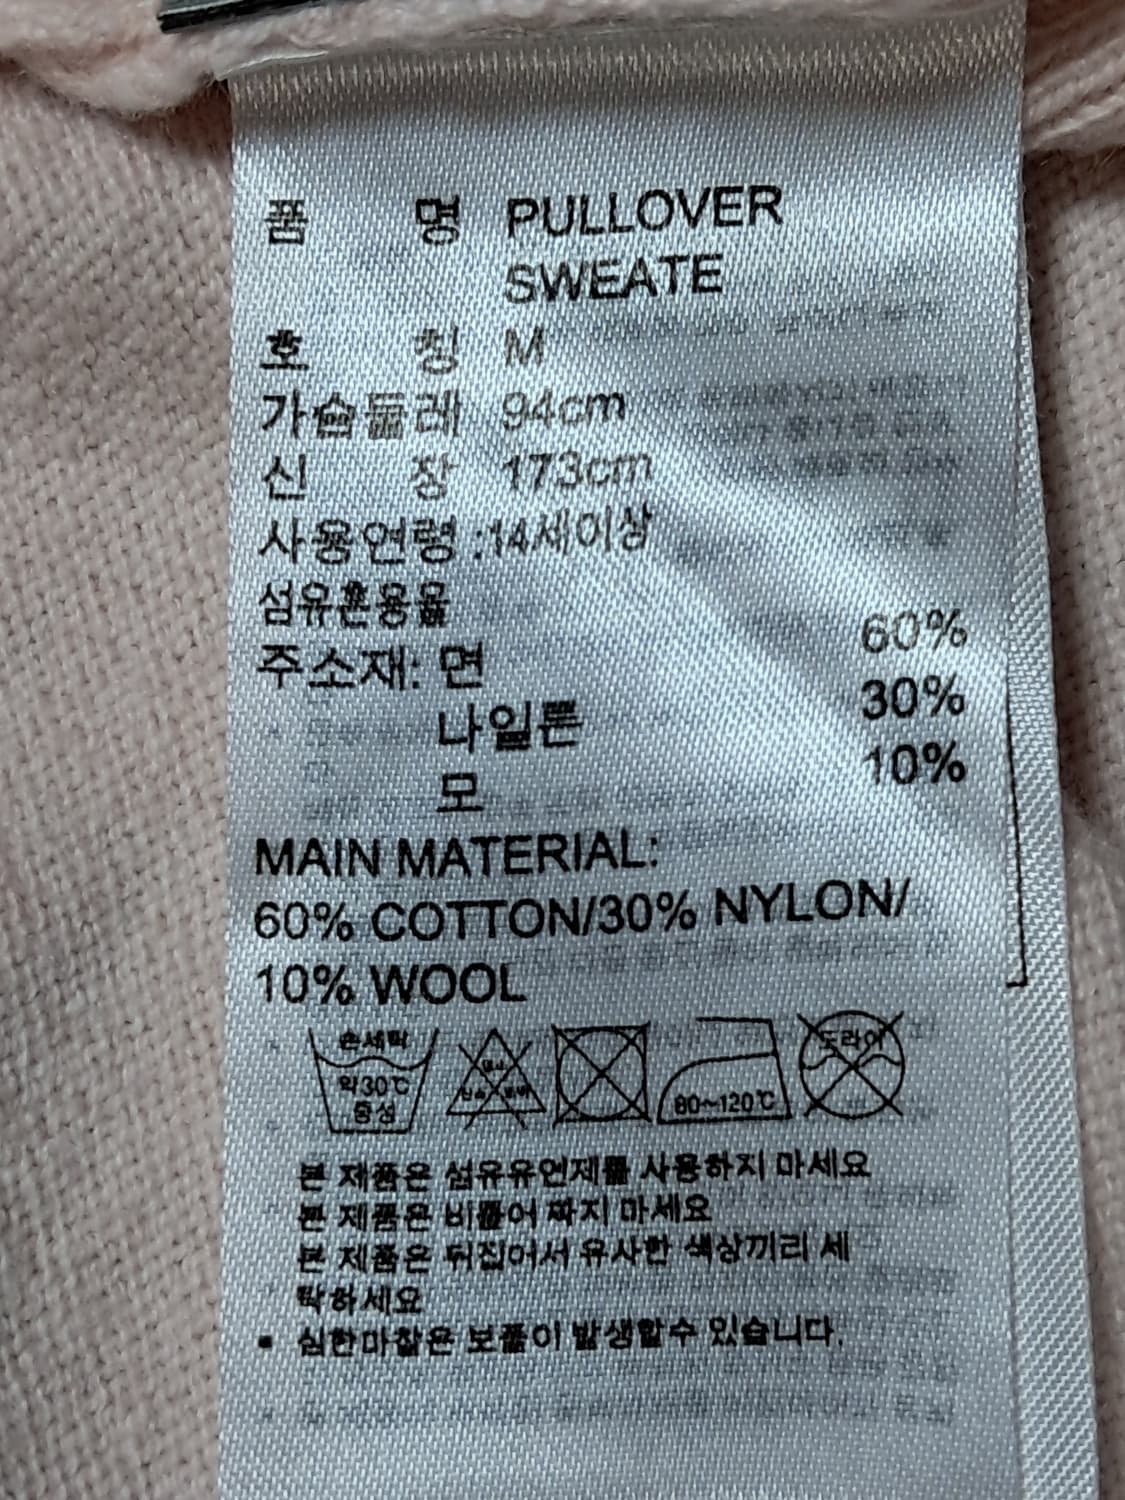 품 명 PULLOVER
SWEATE
호 칭 M
가슴둘레 94cm
신 장 173cm
사용연령 :14세이상
섬유혼용율
주소재: 면 60%
나일론 30%
모 10%
MAIN MATERIAL:
60% COTTON/30% NYLON/
10% WOOL
손세탁
약30℃
중성
80~120℃
드라이
본 제품은 섬유유연제를 사용하지 마세요
본 제품은 비틀어 짜지 마세요
본 제품은 뒤집어서 유사한 색상끼리 세
탁하세요
▪ 심한마찰은 보풀이 발생할수 있습니다.